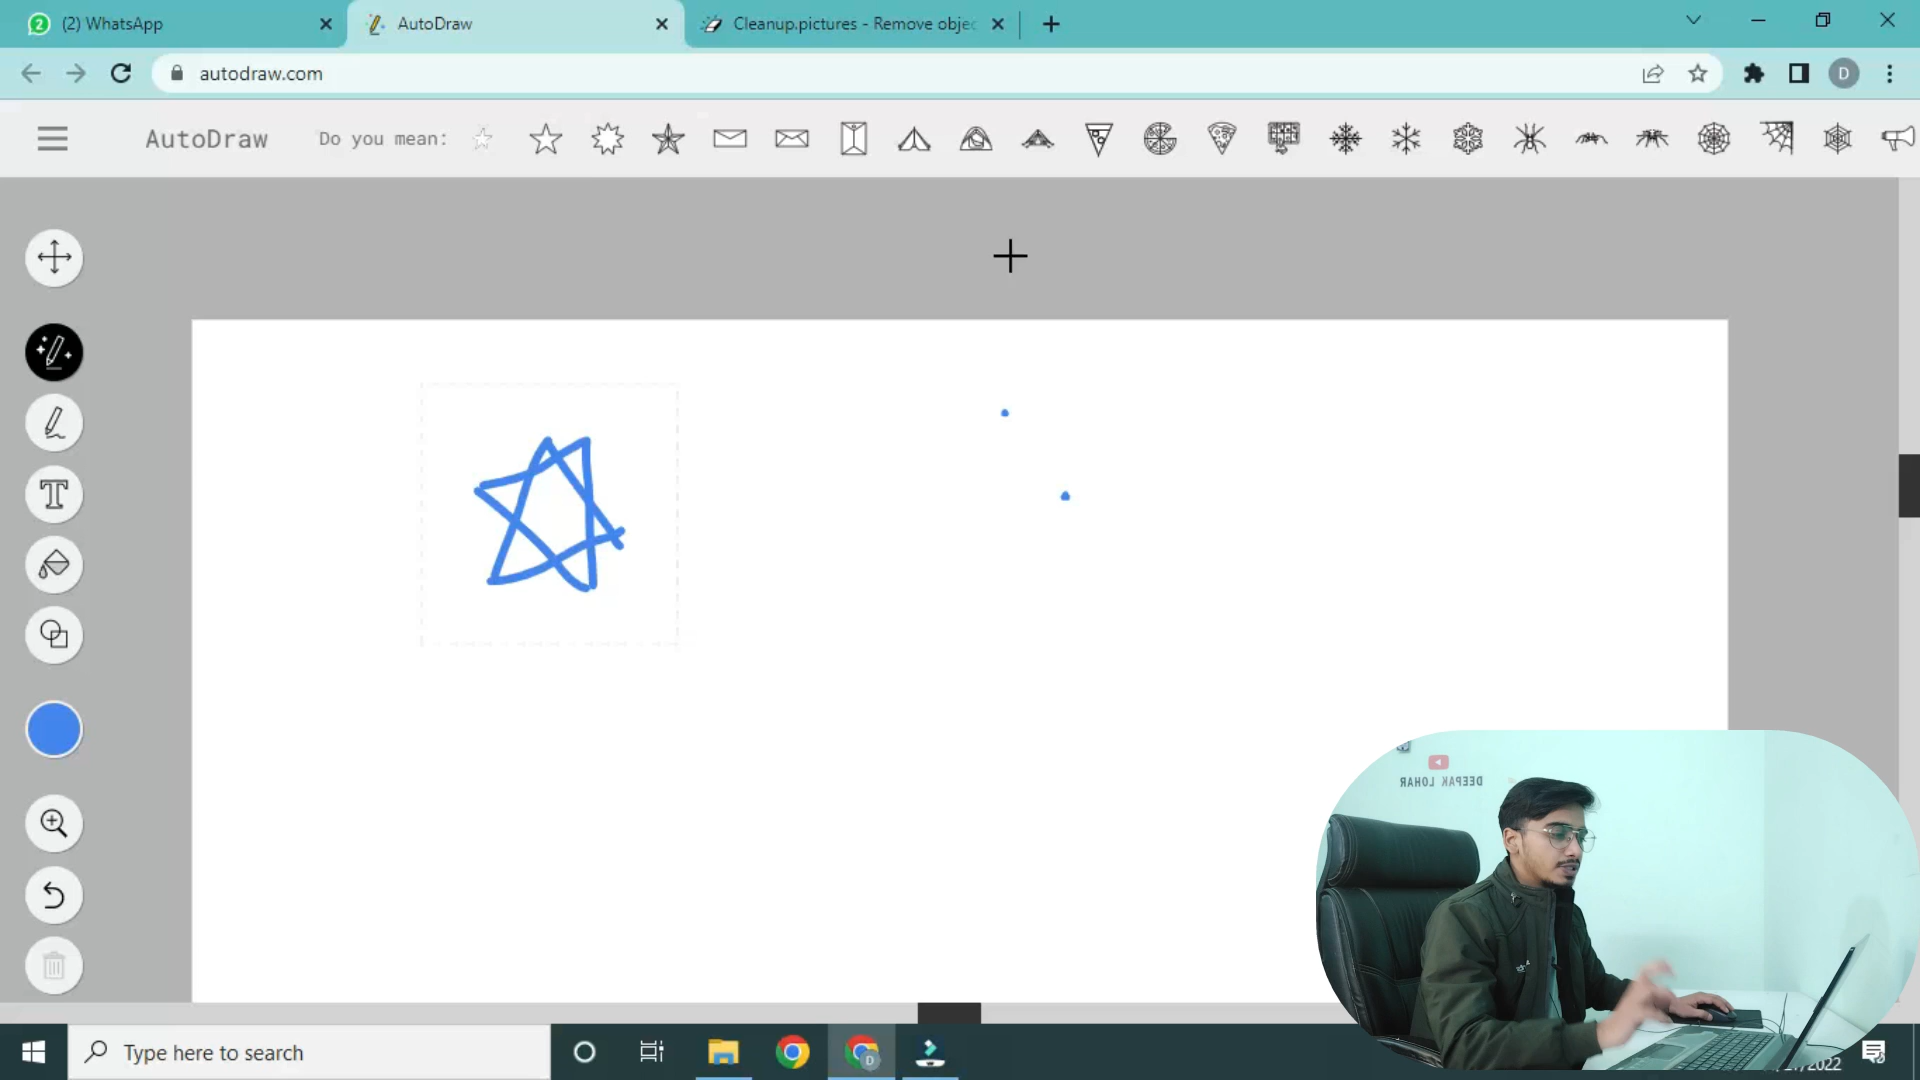 (2) WhatsApp
AutoDraw
Cleanup.pictures - Remove objec
autodraw.com
D
AutoDraw
Do you mean:
T
DEEPAK LOHAR
Type here to search
D